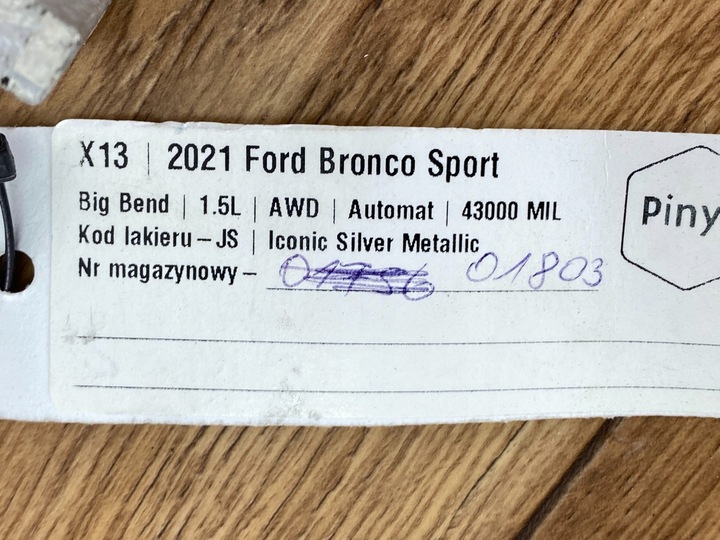 X13 | 2021 Ford Bronco Sport
Big Bend | 1.5L | AWD | Automat | 43000 MIL
Kod lakieru – JS | Iconic Silver Metallic
Nr magazynowy – 01803
Piny